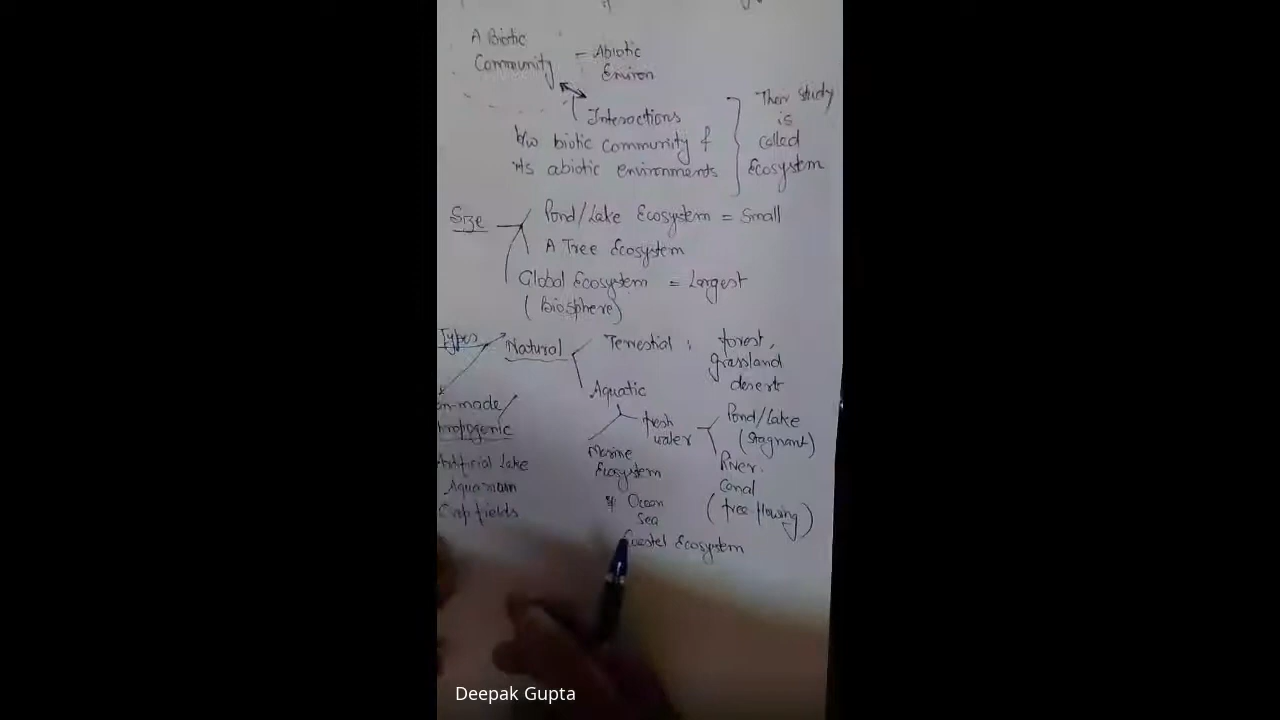 A Biotic
Community
– Abiotic
Environ
Interactions
b/w biotic community &
its abiotic environments
Their study
is
called
Ecosystem
Size
Pond/Lake Ecosystem = Small
A Tree Ecosystem
Global Ecosystem = Largest
(Biosphere)
Types
Natural
Terrestial : forest,
grassland
desert
Aquatic
fresh
water
Pond/Lake
(Stagnant)
River.
Canal
(free flowing)
Marine
Ecosystem
Ocean
Sea
Ecosystem
n-made
hropogenic
Artificial Lake
Aquarium
Crop fields
Deepak Gupta